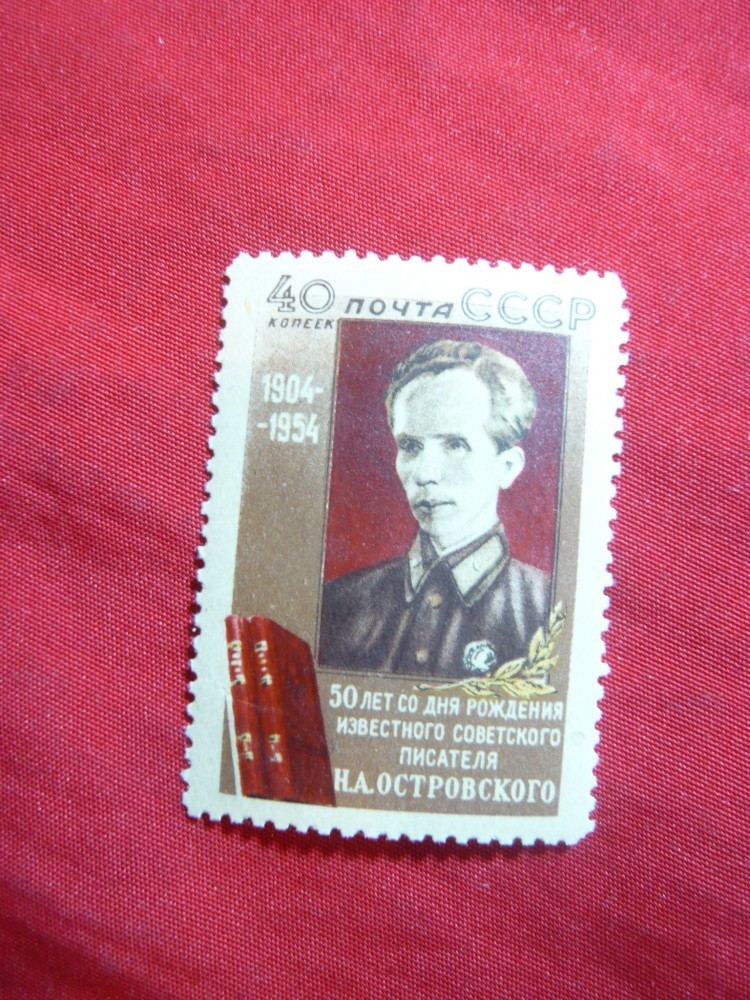 40 ПОЧТА СССР
КОПЕЕК
1904-
-1954
50 ЛЕТ СО ДНЯ РОЖДЕНИЯ
ИЗВЕСТНОГО СОВЕТСКОГО
ПИСАТЕЛЯ
Н.А.ОСТРОВСКОГО